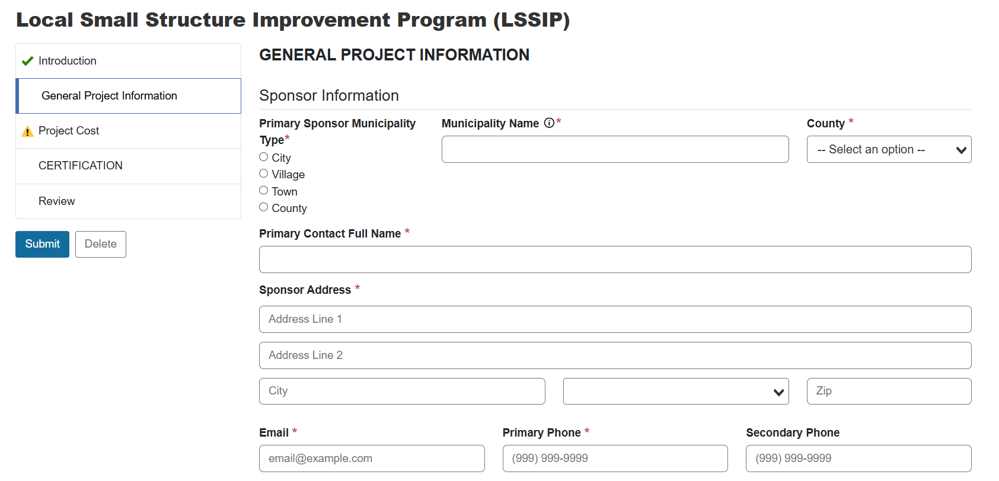 Local Small Structure Improvement Program (LSSIP)
Introduction
General Project Information
Project Cost
CERTIFICATION
Review
Submit
Delete
GENERAL PROJECT INFORMATION
Sponsor Information
Primary Sponsor Municipality
Type*
City
Village
Town
County
Municipality Name *
County *
-- Select an option --
Primary Contact Full Name *
Sponsor Address *
Address Line 1
Address Line 2
City
Zip
Email *
Primary Phone *
Secondary Phone
email@example.com
(999) 999-9999
(999) 999-9999